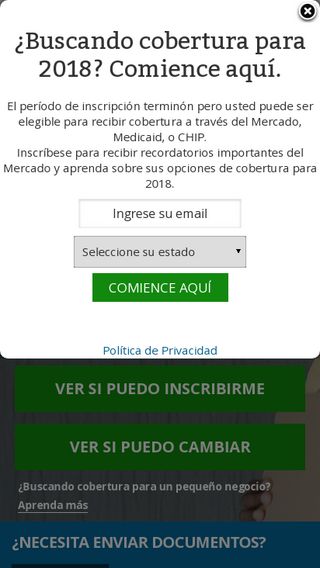 ¿Buscando cobertura para
2018? Comience aquí.
El período de inscripción terminón pero usted puede ser
elegible para recibir cobertura a través del Mercado,
Medicaid, o CHIP.
Inscríbese para recibir recordatorios importantes del
Mercado y aprenda sobre sus opciones de cobertura para
2018.
Ingrese su email
Seleccione su estado
COMIENCE AQUÍ
Política de Privacidad
VER SI PUEDO INSCRIBIRME
VER SI PUEDO CAMBIAR
¿Buscando cobertura para un pequeño negocio?
Aprenda más
¿NECESITA ENVIAR DOCUMENTOS?